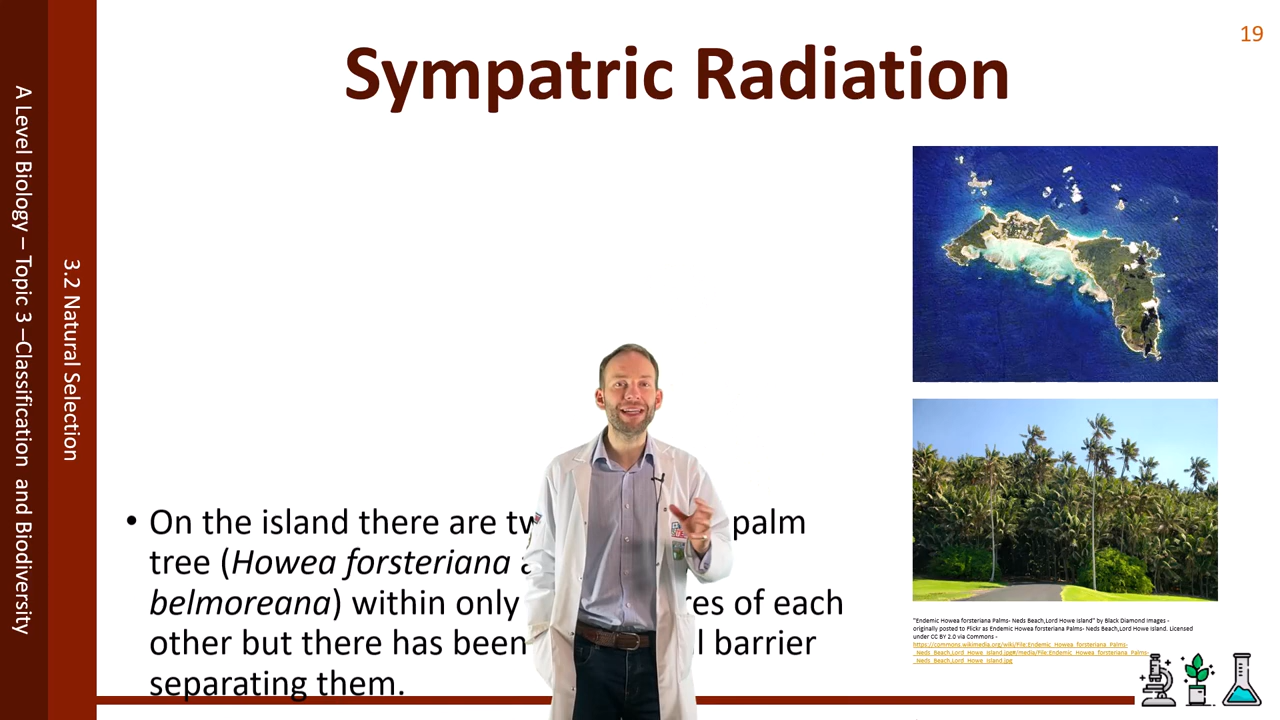 19
Sympatric Radiation
A Level Biology – Topic 3 –Classification and Biodiversity
3.2 Natural Selection
• On the island there are palm
tree (Howea forsteriana
belmoreana) within only of each
other but there has been barrier
separating them.
"Endemic Howea forsteriana Palms- Neds Beach,Lord Howe Island" by Black Diamond Images -
originally posted to Flickr as Endemic Howea forsteriana Palms- Neds Beach,Lord Howe Island. Licensed
under CC BY 2.0 via Commons -
https://commons.wikimedia.org/wiki/File:Endemic_Howea_forsteriana_Palms-
_Neds_Beach,Lord_Howe_Island.jpg#/media/File:Endemic_Howea_forsteriana_Palms-
_Neds_Beach,Lord_Howe_Island.jpg